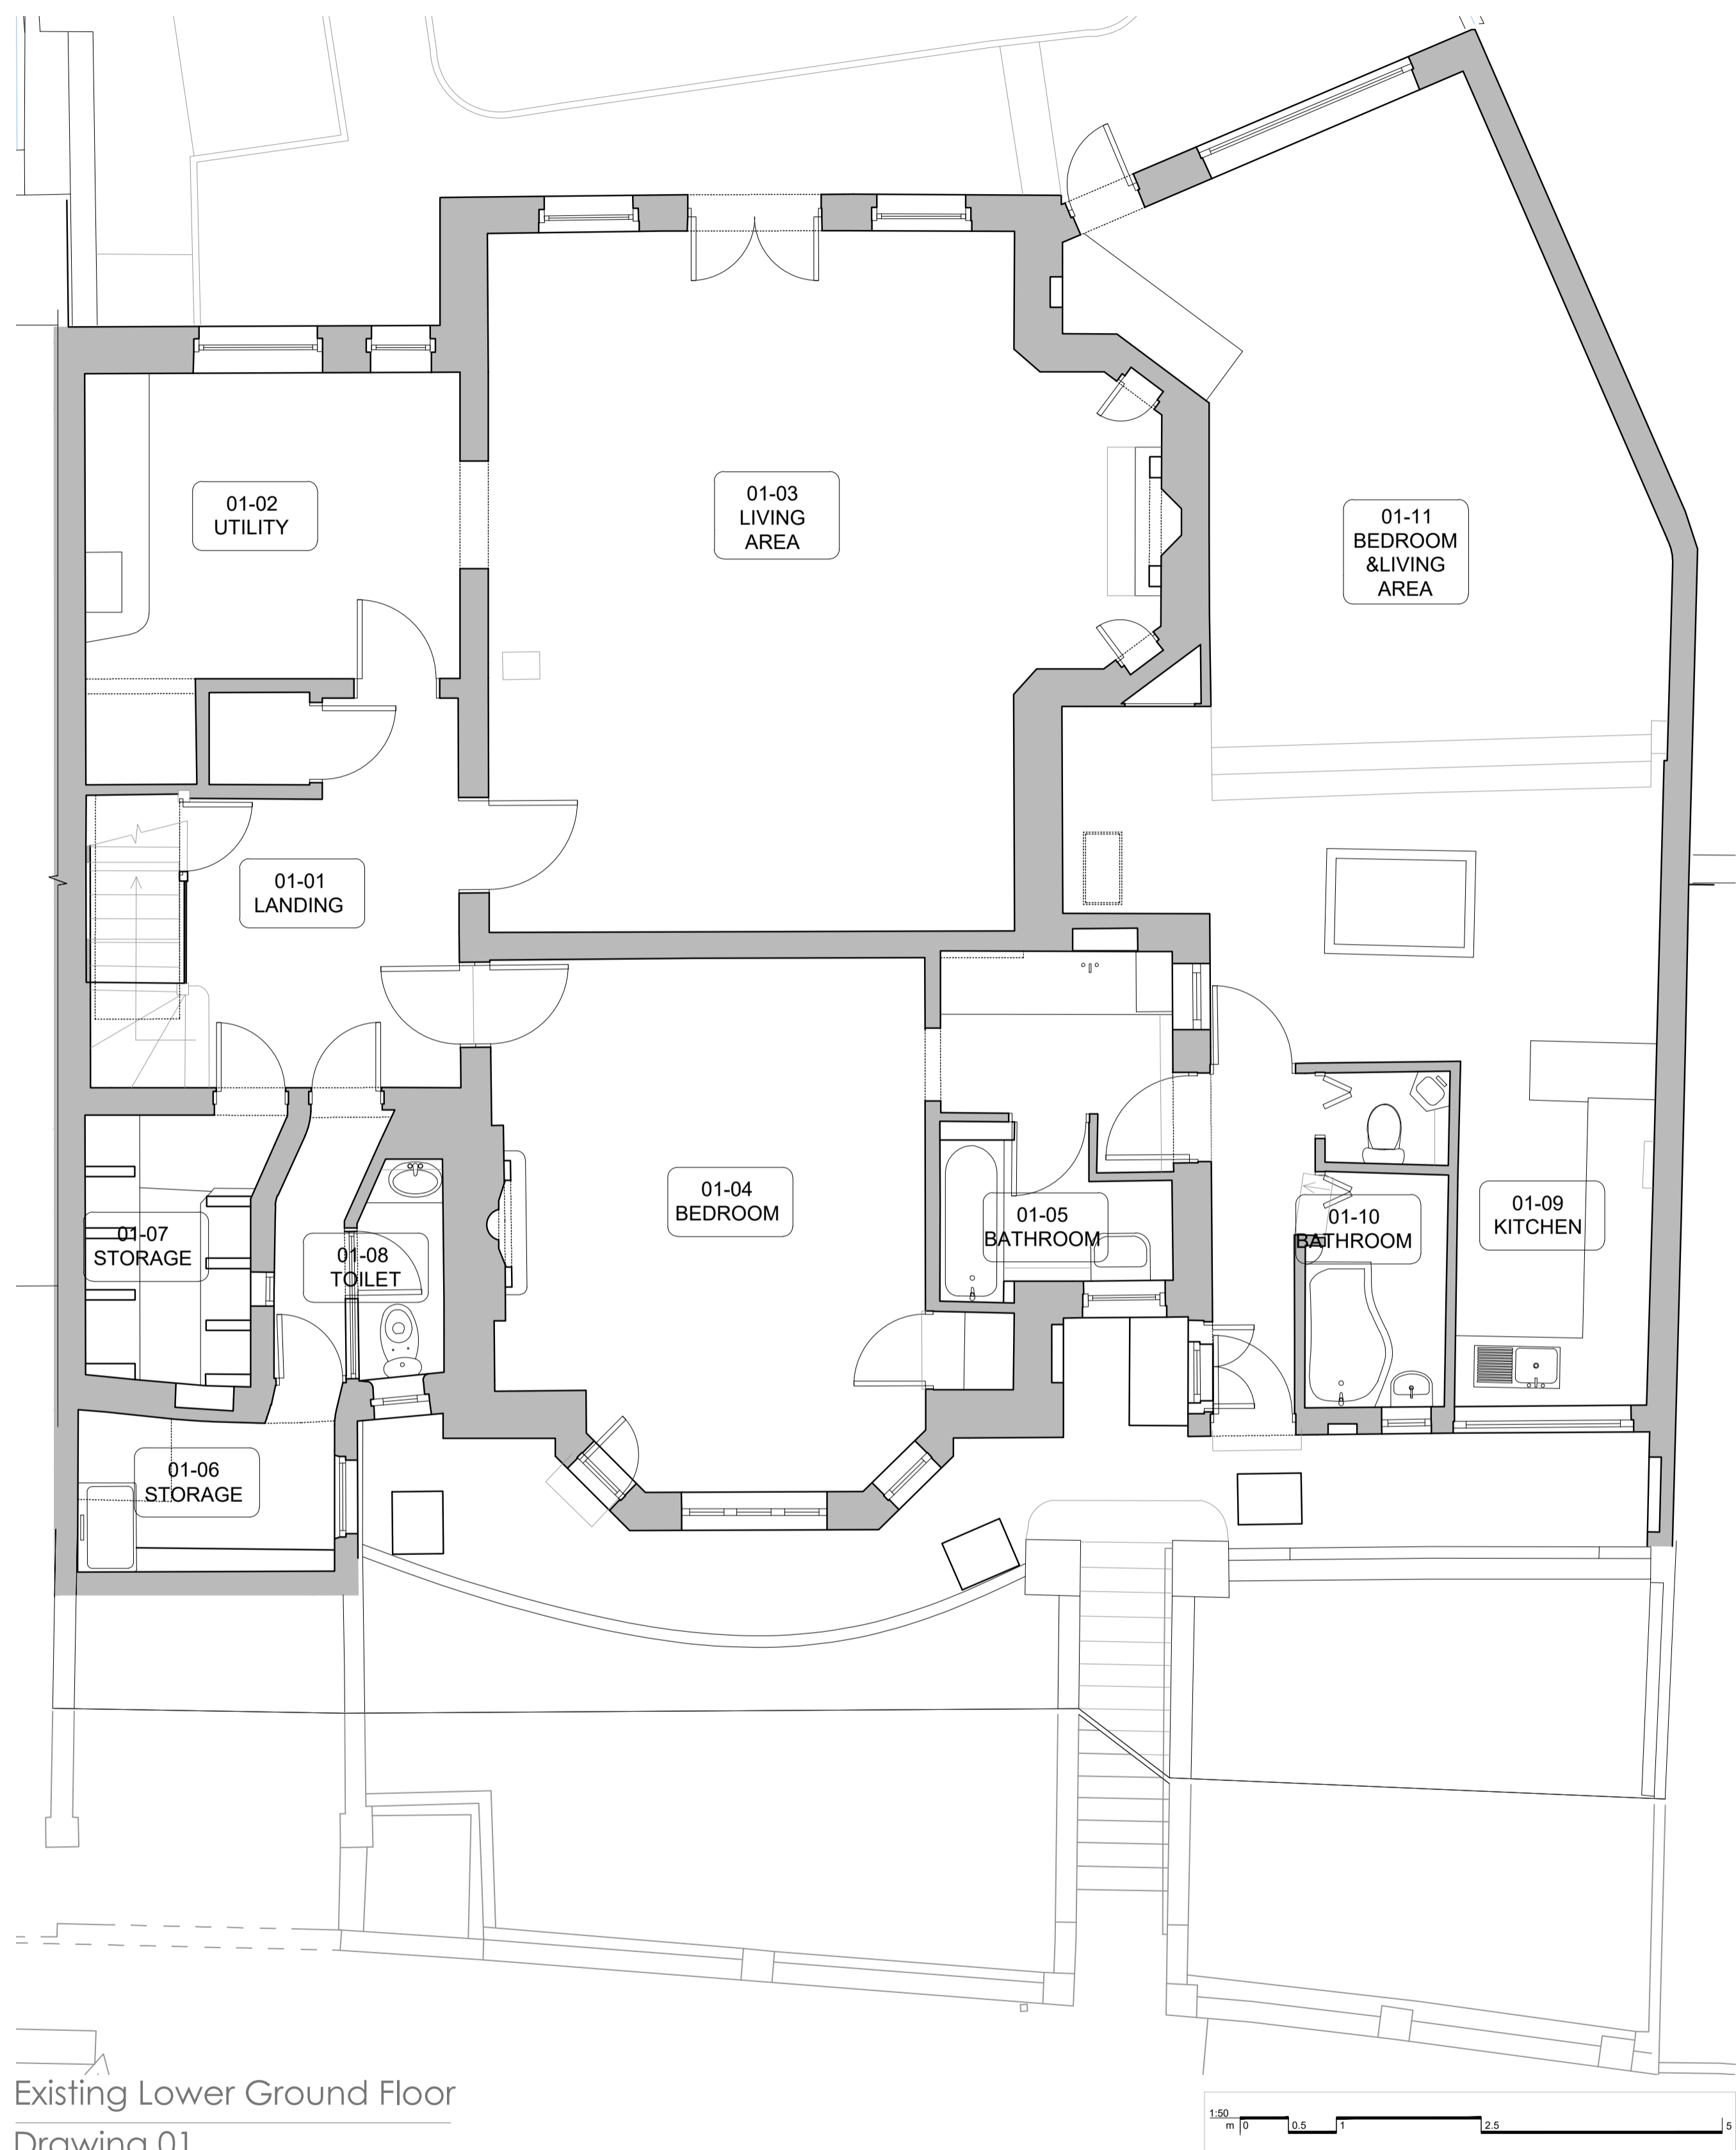 01-02
UTILITY
01-03
LIVING
AREA
01-11
BEDROOM
&LIVING
AREA
01-01
LANDING
01-04
BEDROOM
01-05
BATHROOM
01-10
BATHROOM
01-09
KITCHEN
01-07
STORAGE
01-08
TOILET
01-06
STORAGE
Existing Lower Ground Floor
Drawing 01
1:50
m 0 0.5 1 2.5 5